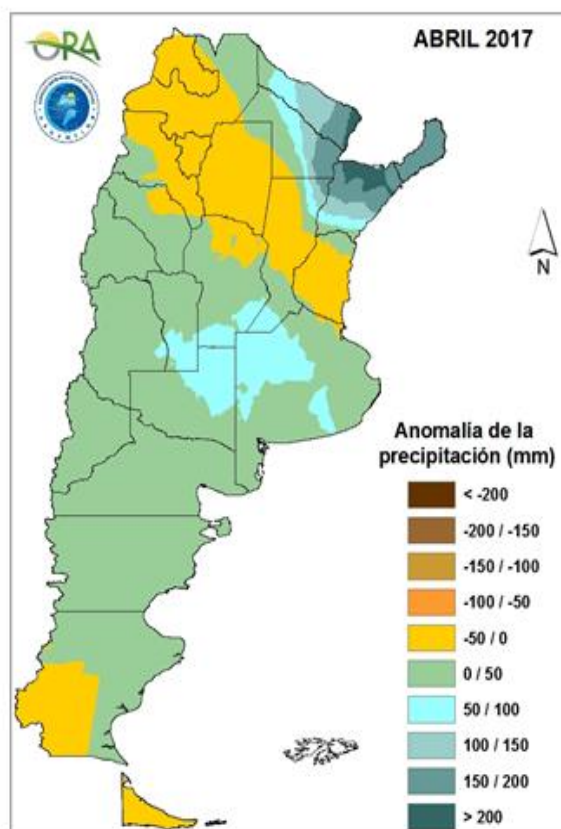 ORA
ABRIL 2017
N
Anomalía de la
precipitación (mm)
< -200
-200 / -150
-150 / -100
-100 / -50
-50 / 0
0 / 50
50 / 100
100 / 150
150 / 200
> 200